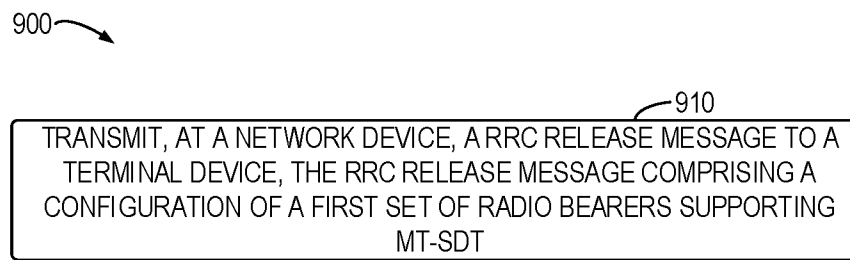 900
910
TRANSMIT, AT A NETWORK DEVICE, A RRC RELEASE MESSAGE TO A
TERMINAL DEVICE, THE RRC RELEASE MESSAGE COMPRISING A
CONFIGURATION OF A FIRST SET OF RADIO BEARERS SUPPORTING
MT-SDT